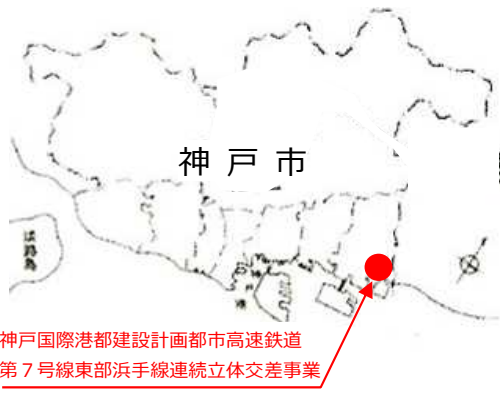 神戸市
淡路島
神戸国際港都建設計画都市高速鉄道
第7号線東部浜手線連続立体交差事業